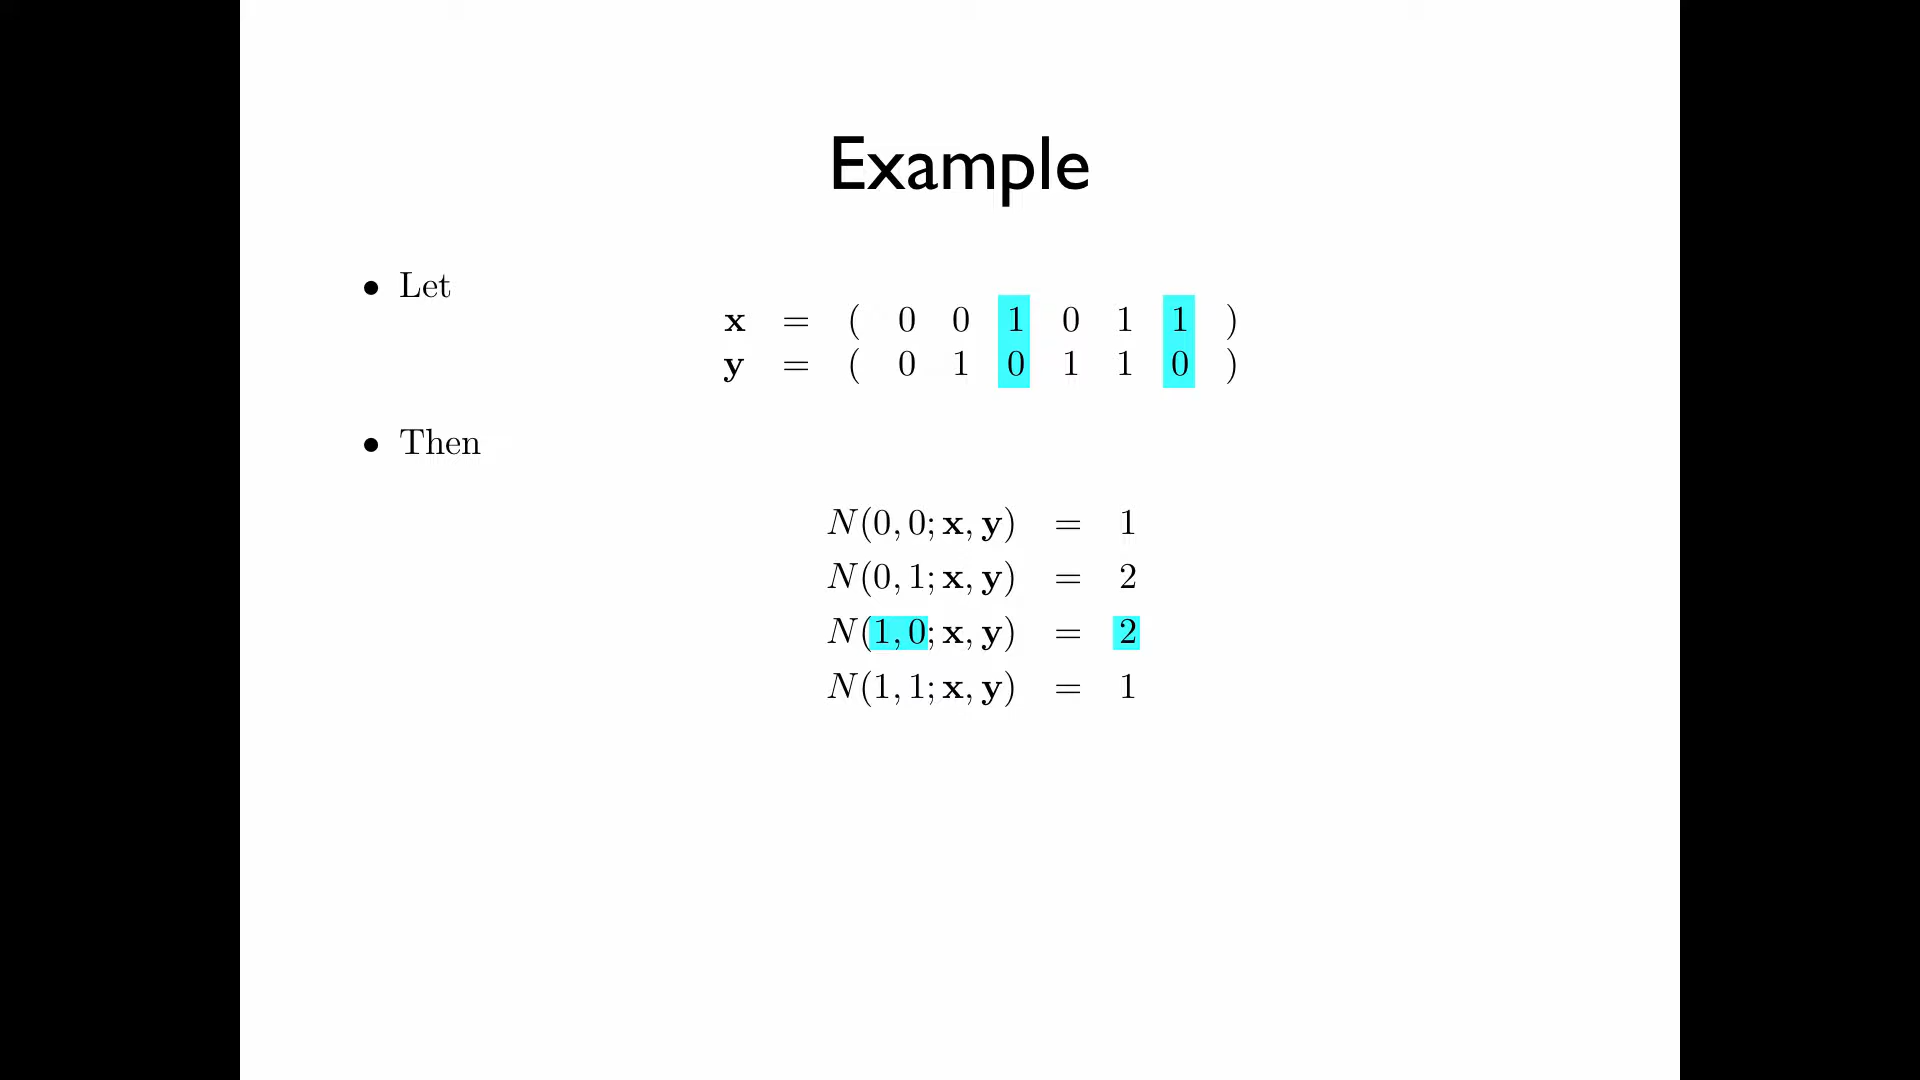 Example
• Let
x = ( 0 0 1 0 1 1 )
y = ( 0 1 0 1 1 0 )
• Then
N(0, 0; x, y) = 1
N(0, 1; x, y) = 2
N(1, 0; x, y) = 2
N(1, 1; x, y) = 1